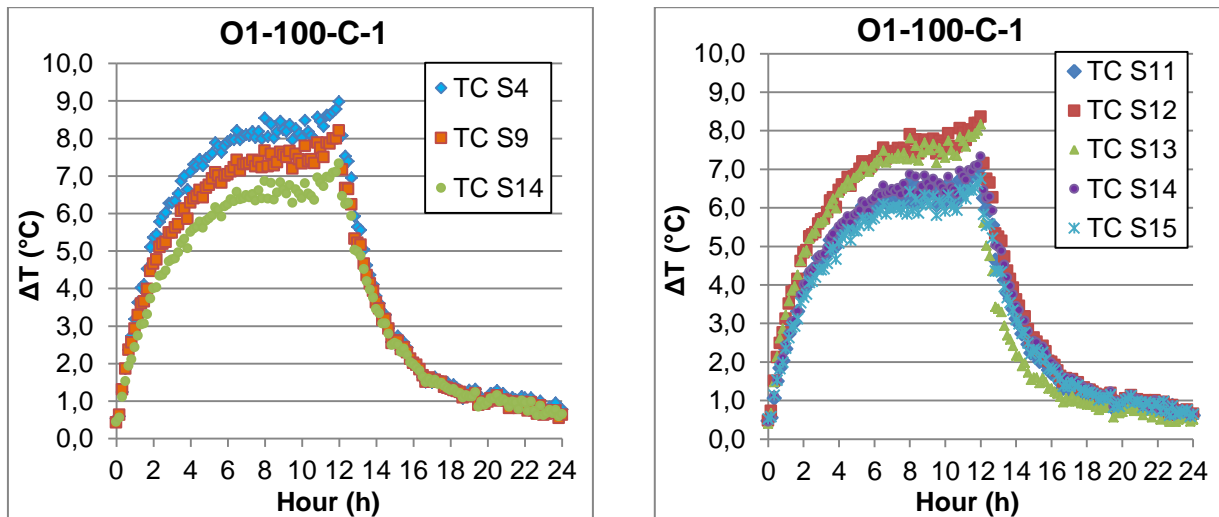 O1-100-C-1
10,0
9,0
8,0
7,0
6,0
5,0
4,0
3,0
2,0
1,0
0,0
ΔT (°C)
TC S4
TC S9
TC S14
0 2 4 6 8 10 12 14 16 18 20 22 24
Hour (h)
O1-100-C-1
10,0
9,0
8,0
7,0
6,0
5,0
4,0
3,0
2,0
1,0
0,0
ΔT (°C)
TC S11
TC S12
TC S13
TC S14
TC S15
0 2 4 6 8 10 12 14 16 18 20 22 24
Hour (h)